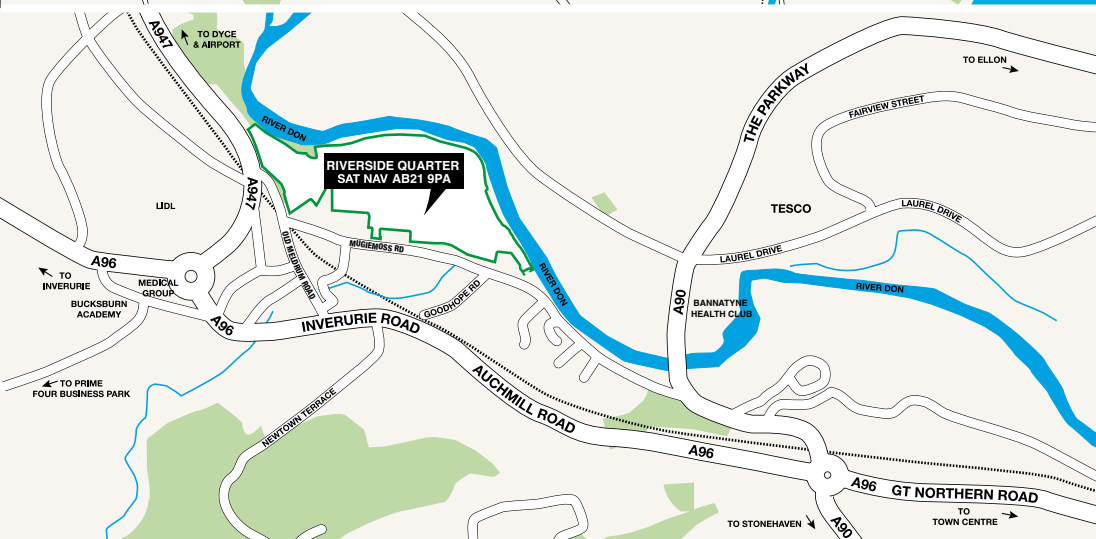 A947
TO DYCE
& AIRPORT
TO ELLON
THE PARKWAY
FAIRVIEW STREET
RIVER DON
RIVERSIDE QUARTER
SAT NAV AB21 9PA
A947
LIDL
TESCO
LAUREL DRIVE
LAUREL DRIVE
OLD MELDRUM ROAD
MUGIEMOSS RD
A96
TO
INVERURIE
MEDICAL
GROUP
BUCKSBURN
ACADEMY
A96
INVERURIE ROAD
GOODHOPE RD
RIVER DON
A90
BANNATYNE
HEALTH CLUB
RIVER DON
TO PRIME
FOUR BUSINESS PARK
NEWTOWN TERRACE
AUCHMILL ROAD
A96
A96
GT NORTHERN ROAD
TO
TOWN CENTRE
TO STONEHAVEN
A90